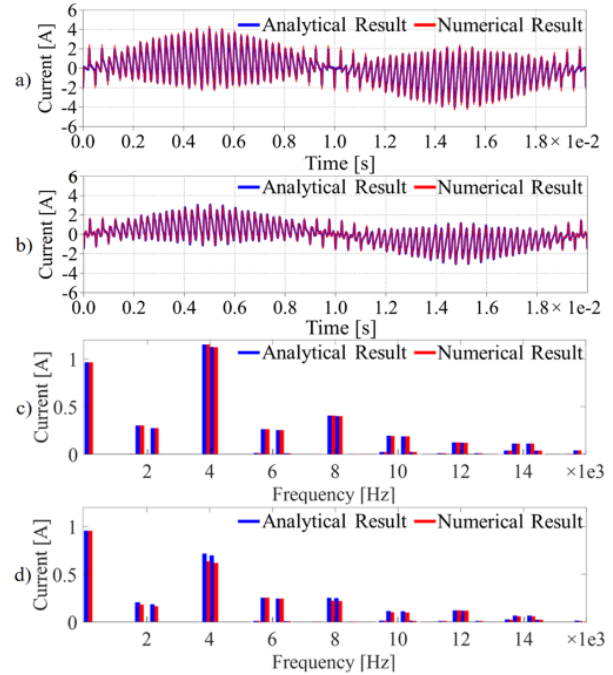 6
Analytical Result Numerical Result
4
2
0
-2
-4
-6
Current [A]
a)
0.0 0.2 0.4 0.6 0.8 1.0 1.2 1.4 1.6 1.8 × 1e-2
Time [s]
6
Analytical Result Numerical Result
4
2
0
-2
-4
-6
Current [A]
b)
0.0 0.2 0.4 0.6 0.8 1.0 1.2 1.4 1.6 1.8 × 1e-2
Time [s]
Analytical Result Numerical Result
1
0.5
0
Current [A]
c)
2 4 6 8 10 12 14 ×1e3
Frequency [Hz]
Analytical Result Numerical Result
1
0.5
0
Current [A]
d)
2 4 6 8 10 12 14 ×1e3
Frequency [Hz]